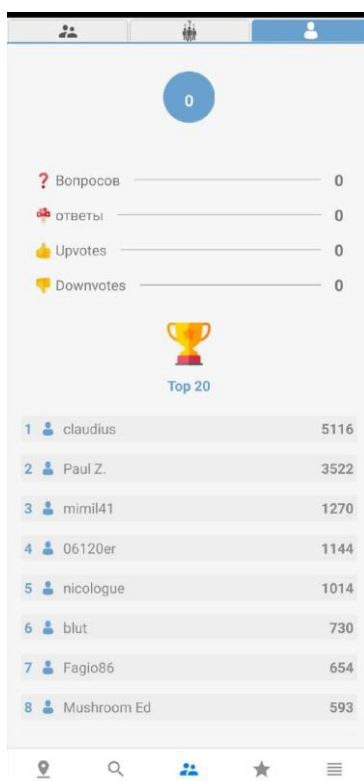 0
Вопросов 0
ответы 0
Upvotes 0
Downvotes 0
Top 20
1 claudius 5116
2 Paul Z. 3522
3 mimil41 1270
4 06120er 1144
5 nicologue 1014
6 blut 730
7 Fagio86 654
8 Mushroom Ed 593